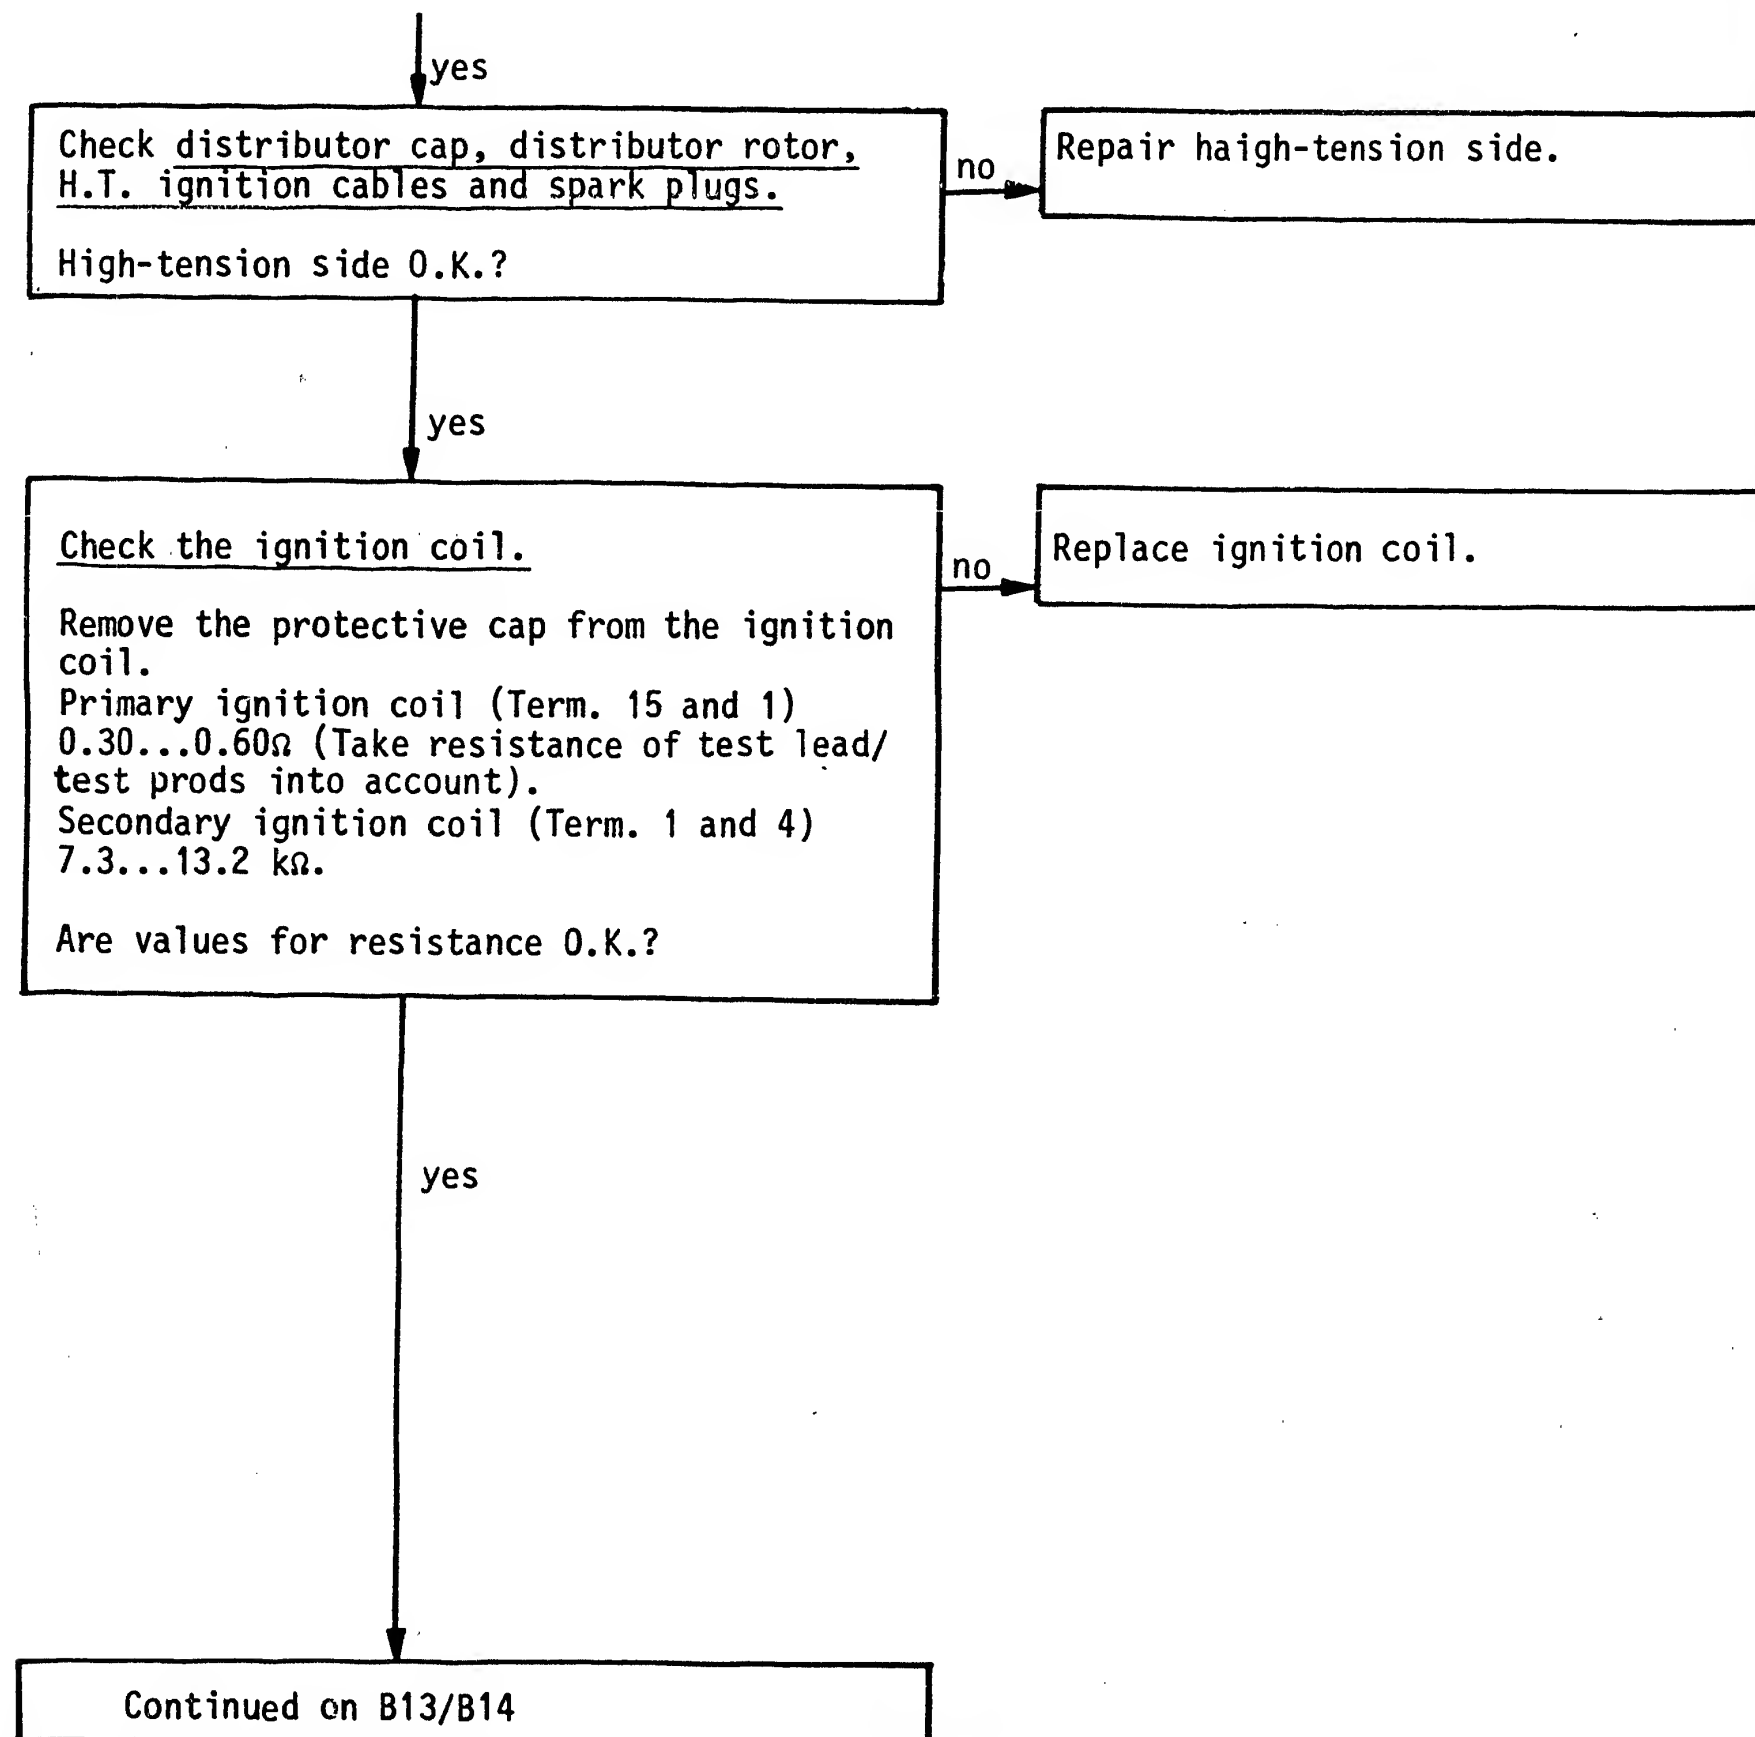 yes
Check distributor cap, distributor rotor,
H.T. ignition cables and spark plugs.
High-tension side O.K.?
no
Repair haigh-tension side.
yes
Check the ignition coil.
Remove the protective cap from the ignition
coil.
Primary ignition coil (Term. 15 and 1)
0.30...0.60Ω (Take resistance of test lead/
test prods into account).
Secondary ignition coil (Term. 1 and 4)
7.3...13.2 kΩ.
Are values for resistance O.K.?
no
Replace ignition coil.
yes
Continued on B13/B14